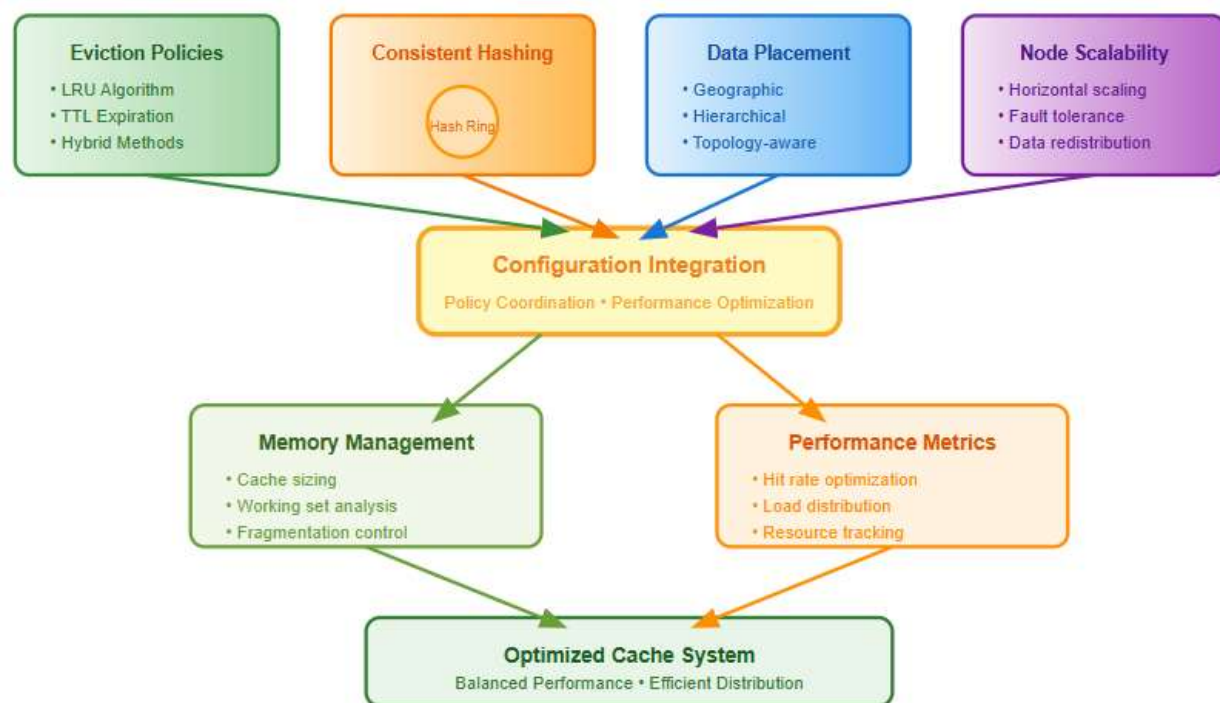 Eviction Policies
• LRU Algorithm
• TTL Expiration
• Hybrid Methods
Consistent Hashing
Hash Ring
Data Placement
• Geographic
• Hierarchical
• Topology-aware
Node Scalability
• Horizontal scaling
• Fault tolerance
• Data redistribution
Configuration Integration
Policy Coordination • Performance Optimization
Memory Management
• Cache sizing
• Working set analysis
• Fragmentation control
Performance Metrics
• Hit rate optimization
• Load distribution
• Resource tracking
Optimized Cache System
Balanced Performance • Efficient Distribution